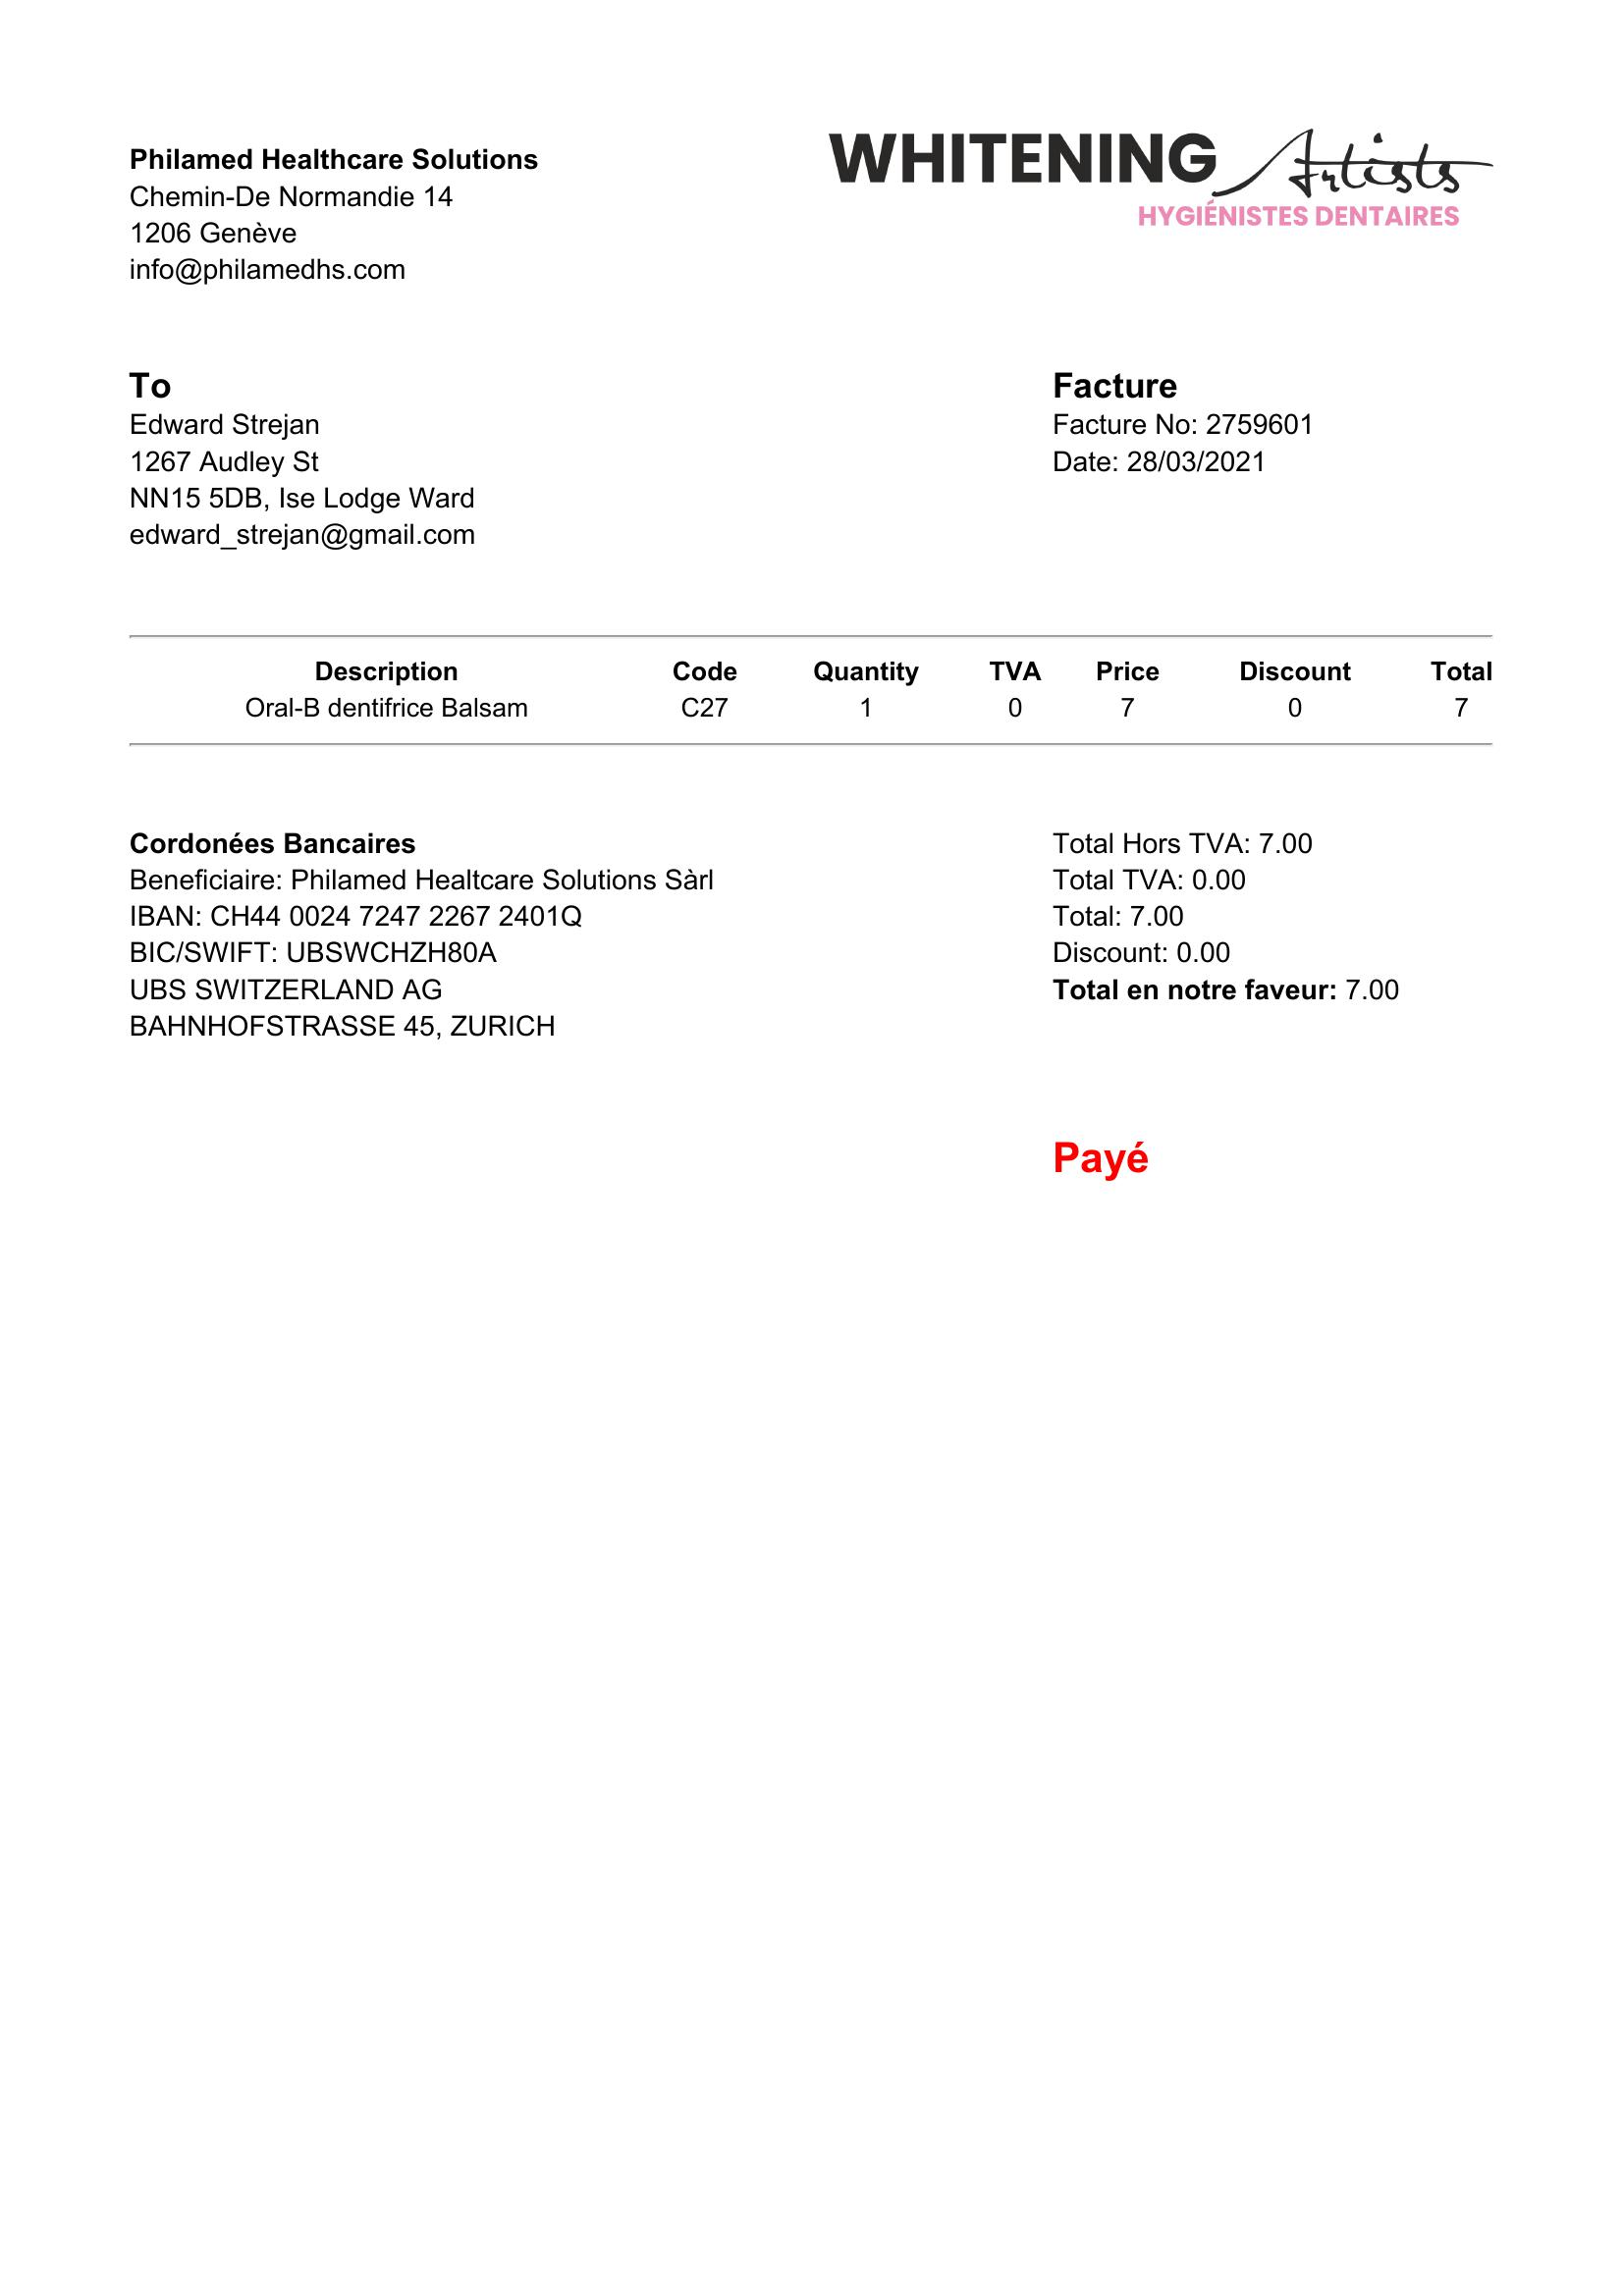 Philamed Healthcare Solutions
Chemin-De Normandie 14
1206 Genève
info@philamedhs.com
WHITENING Artists
HYGIÉNISTES DENTAIRES
To
Edward Strejan
1267 Audley St
NN15 5DB, Ise Lodge Ward
edward_strejan@gmail.com
Facture
Facture No: 2759601
Date: 28/03/2021
Description Code Quantity TVA Price Discount Total
Oral-B dentifrice Balsam C27 1 0 7 0 7
Cordonées Bancaires
Beneficiaire: Philamed Healtcare Solutions Sàrl
IBAN: CH44 0024 7247 2267 2401Q
BIC/SWIFT: UBSWCHZH80A
UBS SWITZERLAND AG
BAHNHOFSTRASSE 45, ZURICH
Total Hors TVA: 7.00
Total TVA: 0.00
Total: 7.00
Discount: 0.00
Total en notre faveur: 7.00
Payé